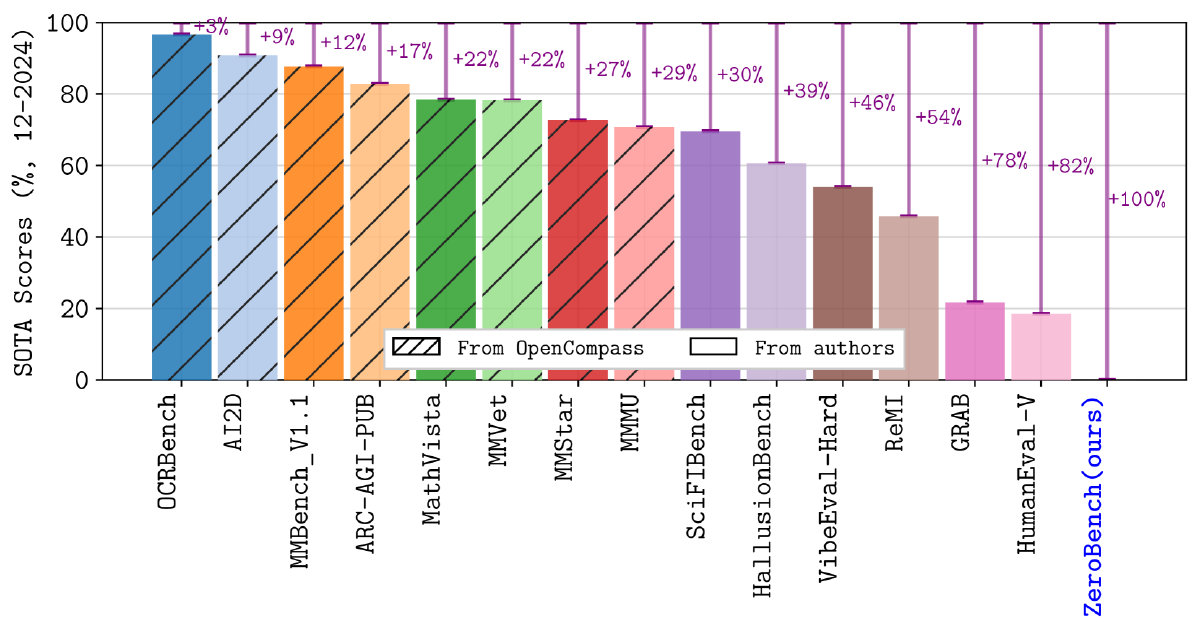 SOTA Scores (%, 12-2024)
100
80
60
40
20
0
+3%
+9%
+12%
+17%
+22%
+22%
+27%
+29%
+30%
+39%
+46%
+54%
+78%
+82%
+100%
From OpenCompass
From authors
OCRBench
AI2D
MMBench_V1.1
ARC-AGI-PUB
MathVista
MMVet
MMStar
MMMU
SciFIBench
HallusionBench
VibeEval-Hard
ReMI
GRAB
HumanEval-V
ZeroBench(ours)